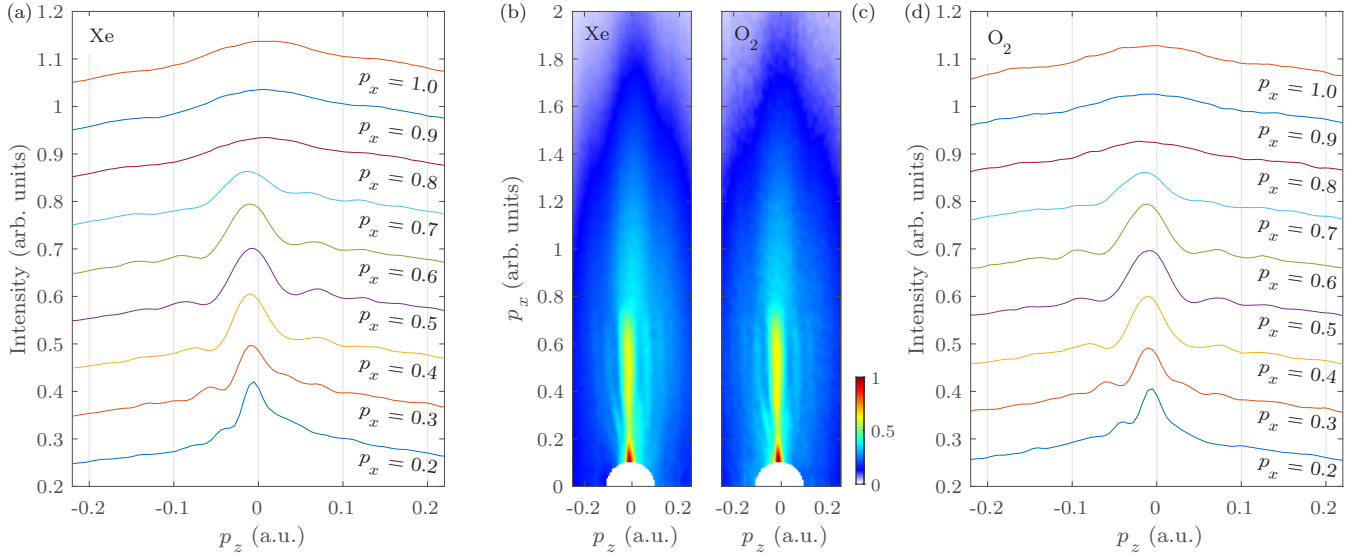 (a)
Xe
Intensity (arb. units)
1.2
1.1
1
0.9
0.8
0.7
0.6
0.5
0.4
0.3
0.2
p_x = 1.0
p_x = 0.9
p_x = 0.8
p_x = 0.7
p_x = 0.6
p_x = 0.5
p_x = 0.4
p_x = 0.3
p_x = 0.2
-0.2 -0.1 0 0.1 0.2
p_z (a.u.)
(b)
Xe
p_x (arb. units)
2
1.8
1.6
1.4
1.2
1
0.8
0.6
0.4
0.2
0
-0.2 0 0.2
p_z (a.u.)
(c)
O_2
1
0.5
0
-0.2 0 0.2
p_z (a.u.)
(d)
O_2
Intensity (arb. units)
1.2
1.1
1
0.9
0.8
0.7
0.6
0.5
0.4
0.3
0.2
p_x = 1.0
p_x = 0.9
p_x = 0.8
p_x = 0.7
p_x = 0.6
p_x = 0.5
p_x = 0.4
p_x = 0.3
p_x = 0.2
-0.2 -0.1 0 0.1 0.2
p_z (a.u.)